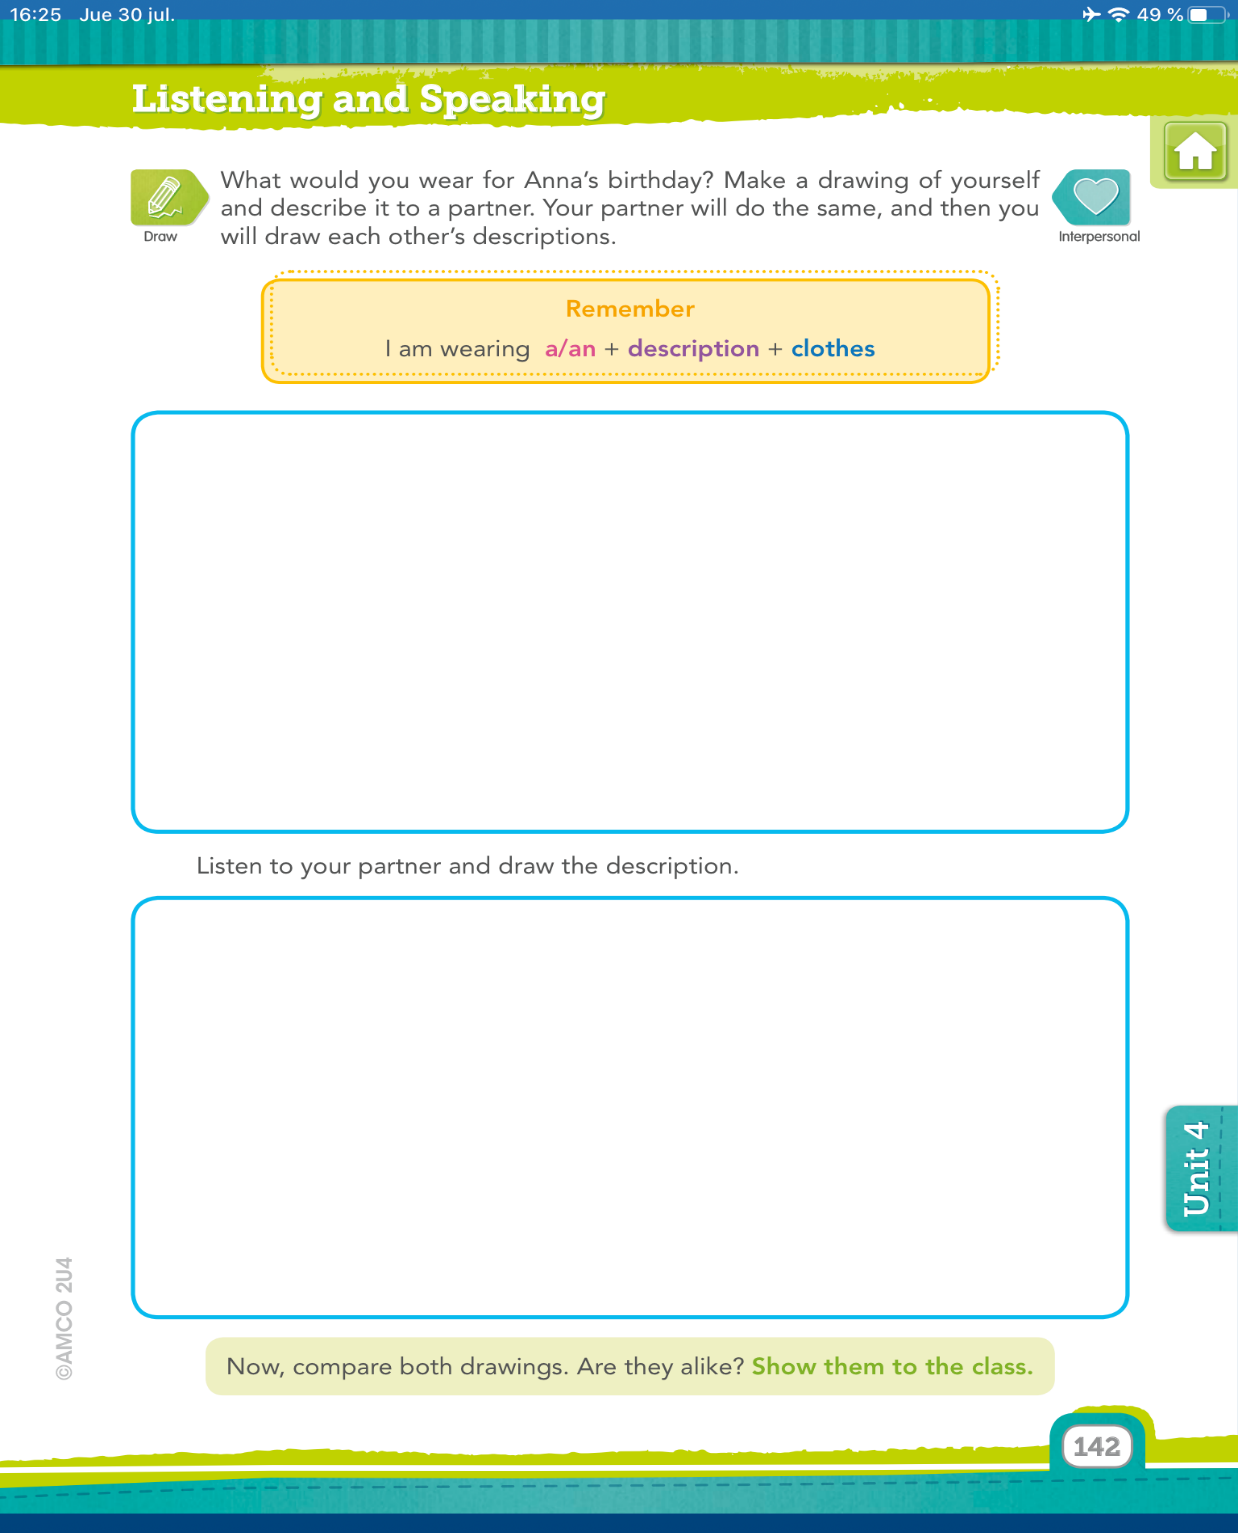 16:25 Jue 30 jul.
49 %
Listening and Speaking
What would you wear for Anna's birthday? Make a drawing of yourself
and describe it to a partner. Your partner will do the same, and then you
will draw each other's descriptions.
Draw
Interpersonal
Remember
I am wearing a/an + description + clothes
Listen to your partner and draw the description.
Unit 4
©AMCO 2U4
Now, compare both drawings. Are they alike? Show them to the class.
142